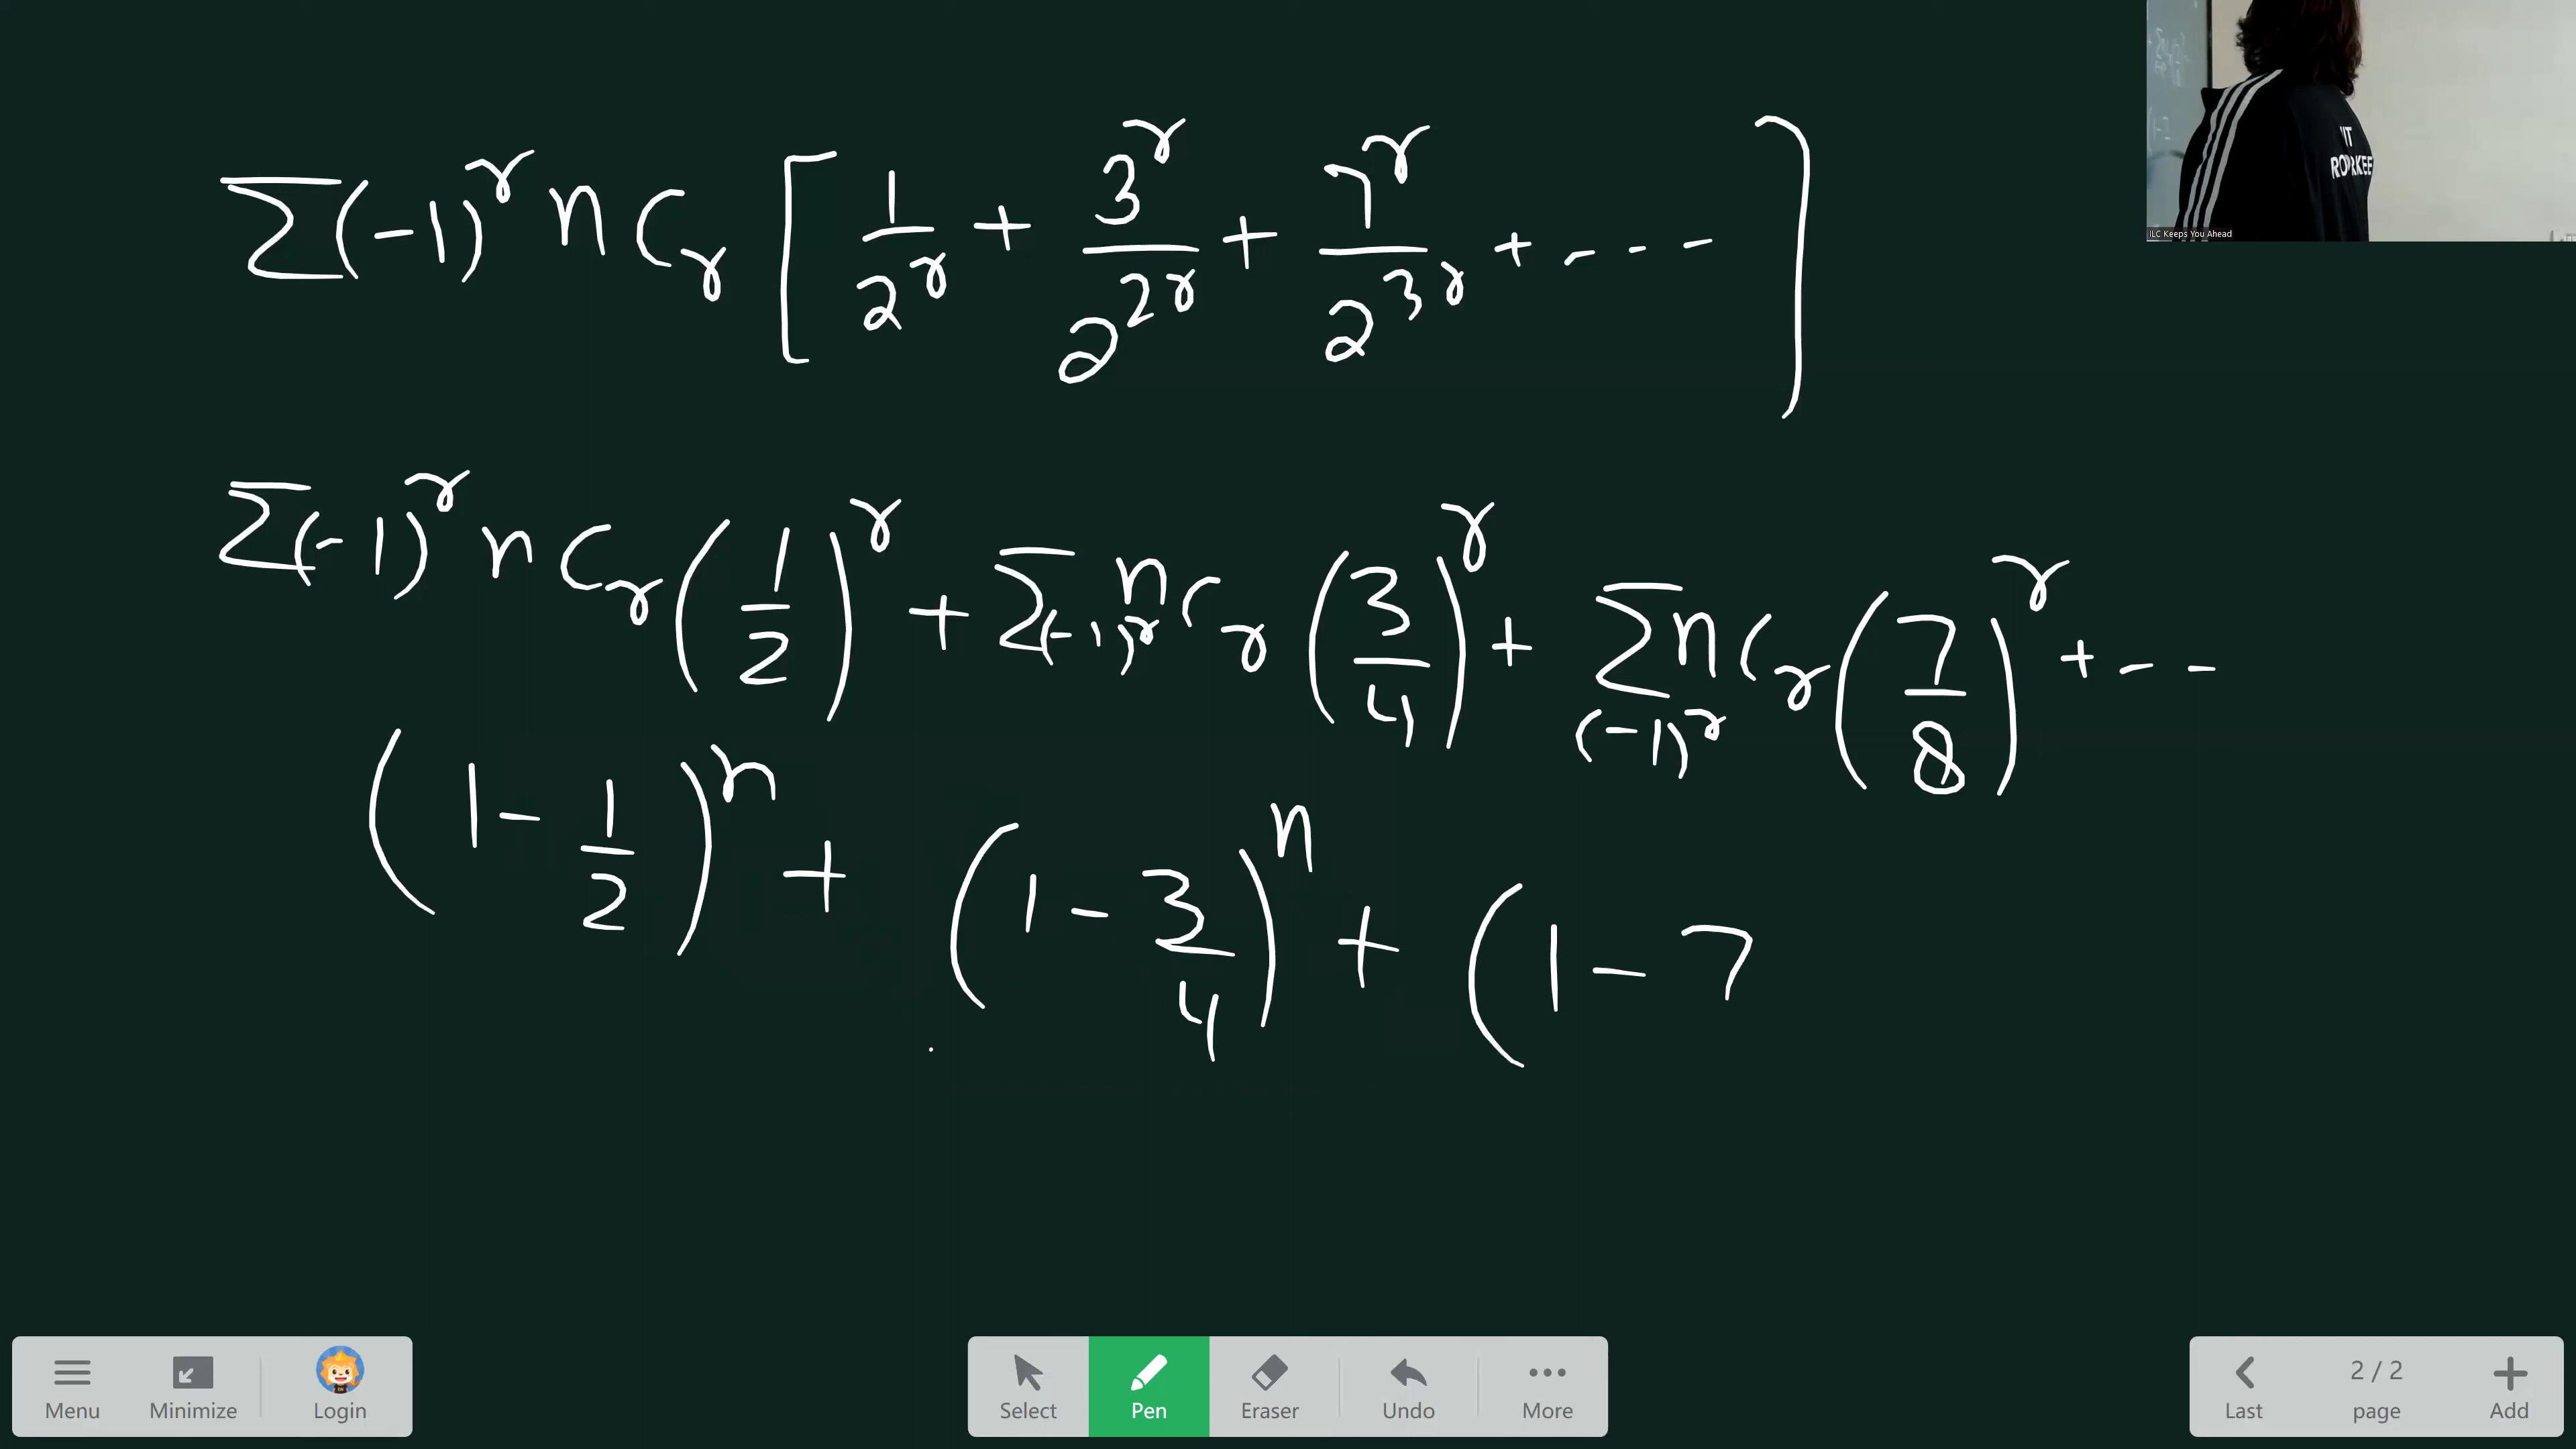 ILC Keeps You Ahead
Σ(-1)^r nC_r [ 1/2^r + 3^r/2^{2r} + 7^r/2^{3r} + - - - ]
Σ(-1)^r nC_r (1/2)^r + Σ(-1)^r nC_r (3/4)^r + Σ(-1)^r nC_r (7/8)^r + - -
(1 - 1/2)^n + (1 - 3/4)^n + (1 - 7
Menu Minimize Login Select Pen Eraser Undo More Last 2 / 2 page Add